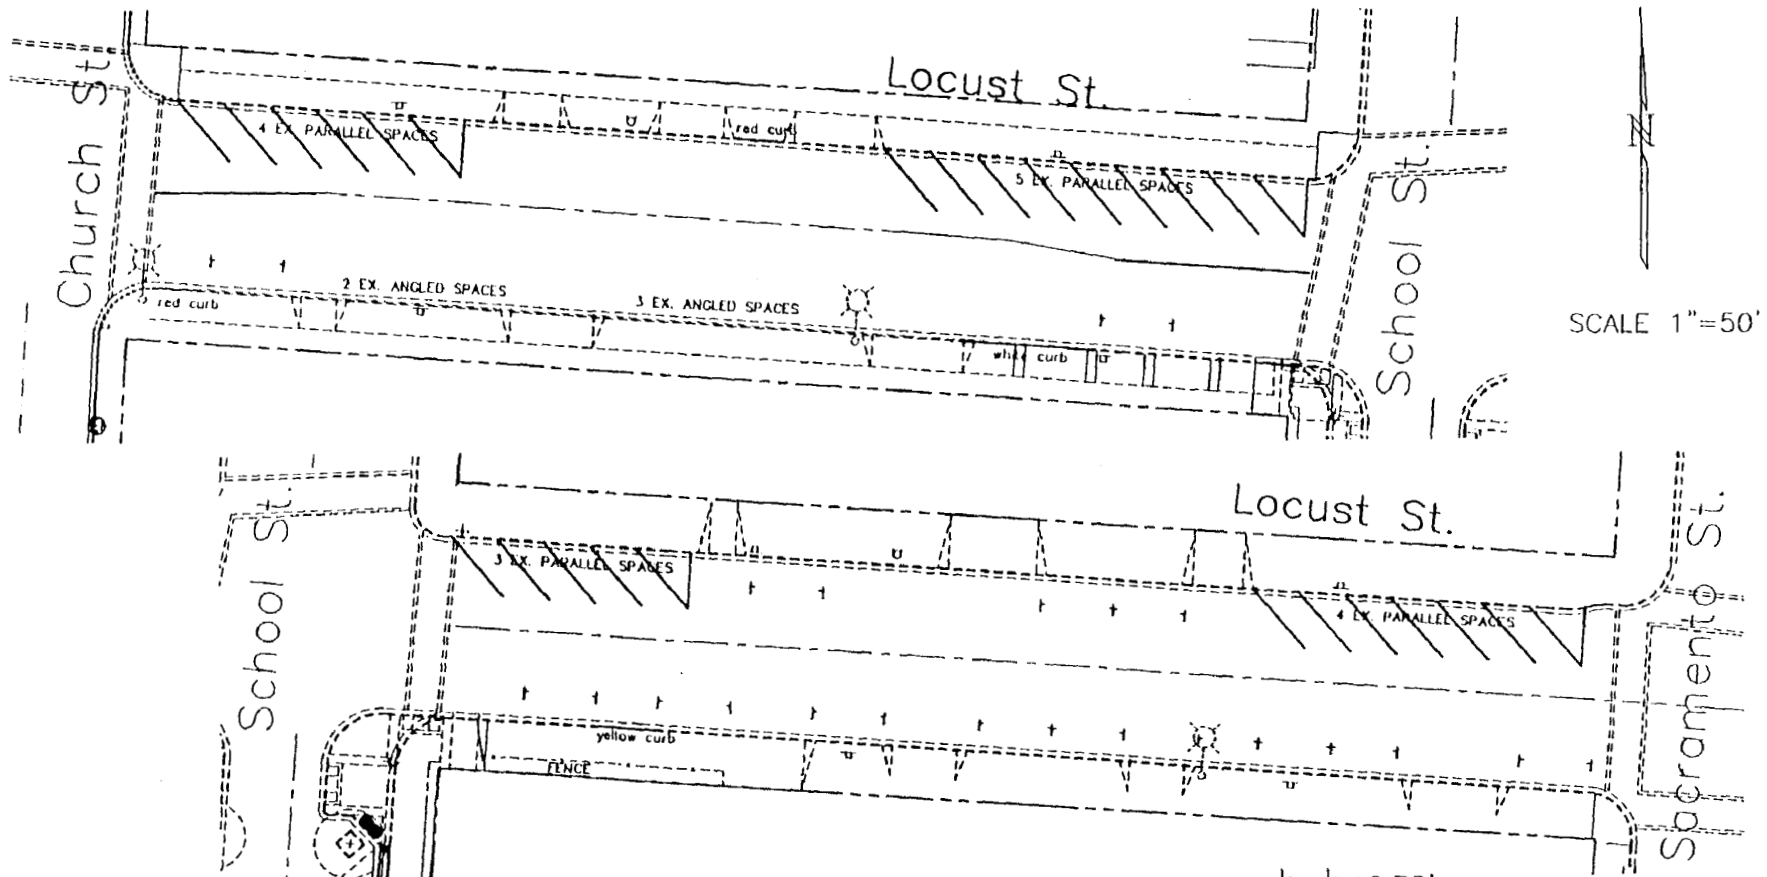 Locust St.
Church St.
4 EX. PARALLEL SPACES
red curb
5 EX. PARALLEL SPACES
School St.
N
SCALE 1"=50'
red curb
2 EX. ANGLED SPACES
3 EX. ANGLED SPACES
white curb
Locust St.
School St.
3 EX. PARALLEL SPACES
4 EX. PARALLEL SPACES
Sacramento St.
yellow curb
FENCE